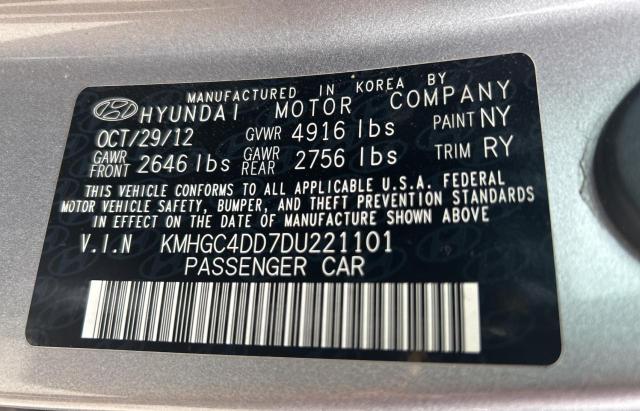 MANUFACTURED IN KOREA BY
HYUNDAI MOTOR COMPANY
OCT/29/12 GVWR 4916 lbs PAINT NY
GAWR FRONT 2646 lbs GAWR REAR 2756 lbs TRIM RY
THIS VEHICLE CONFORMS TO ALL APPLICABLE U.S.A. FEDERAL
MOTOR VEHICLE SAFETY, BUMPER, AND THEFT PREVENTION STANDARDS
IN EFFECT ON THE DATE OF MANUFACTURE SHOWN ABOVE
V.I.N KMHGC4DD7DU221101
PASSENGER CAR